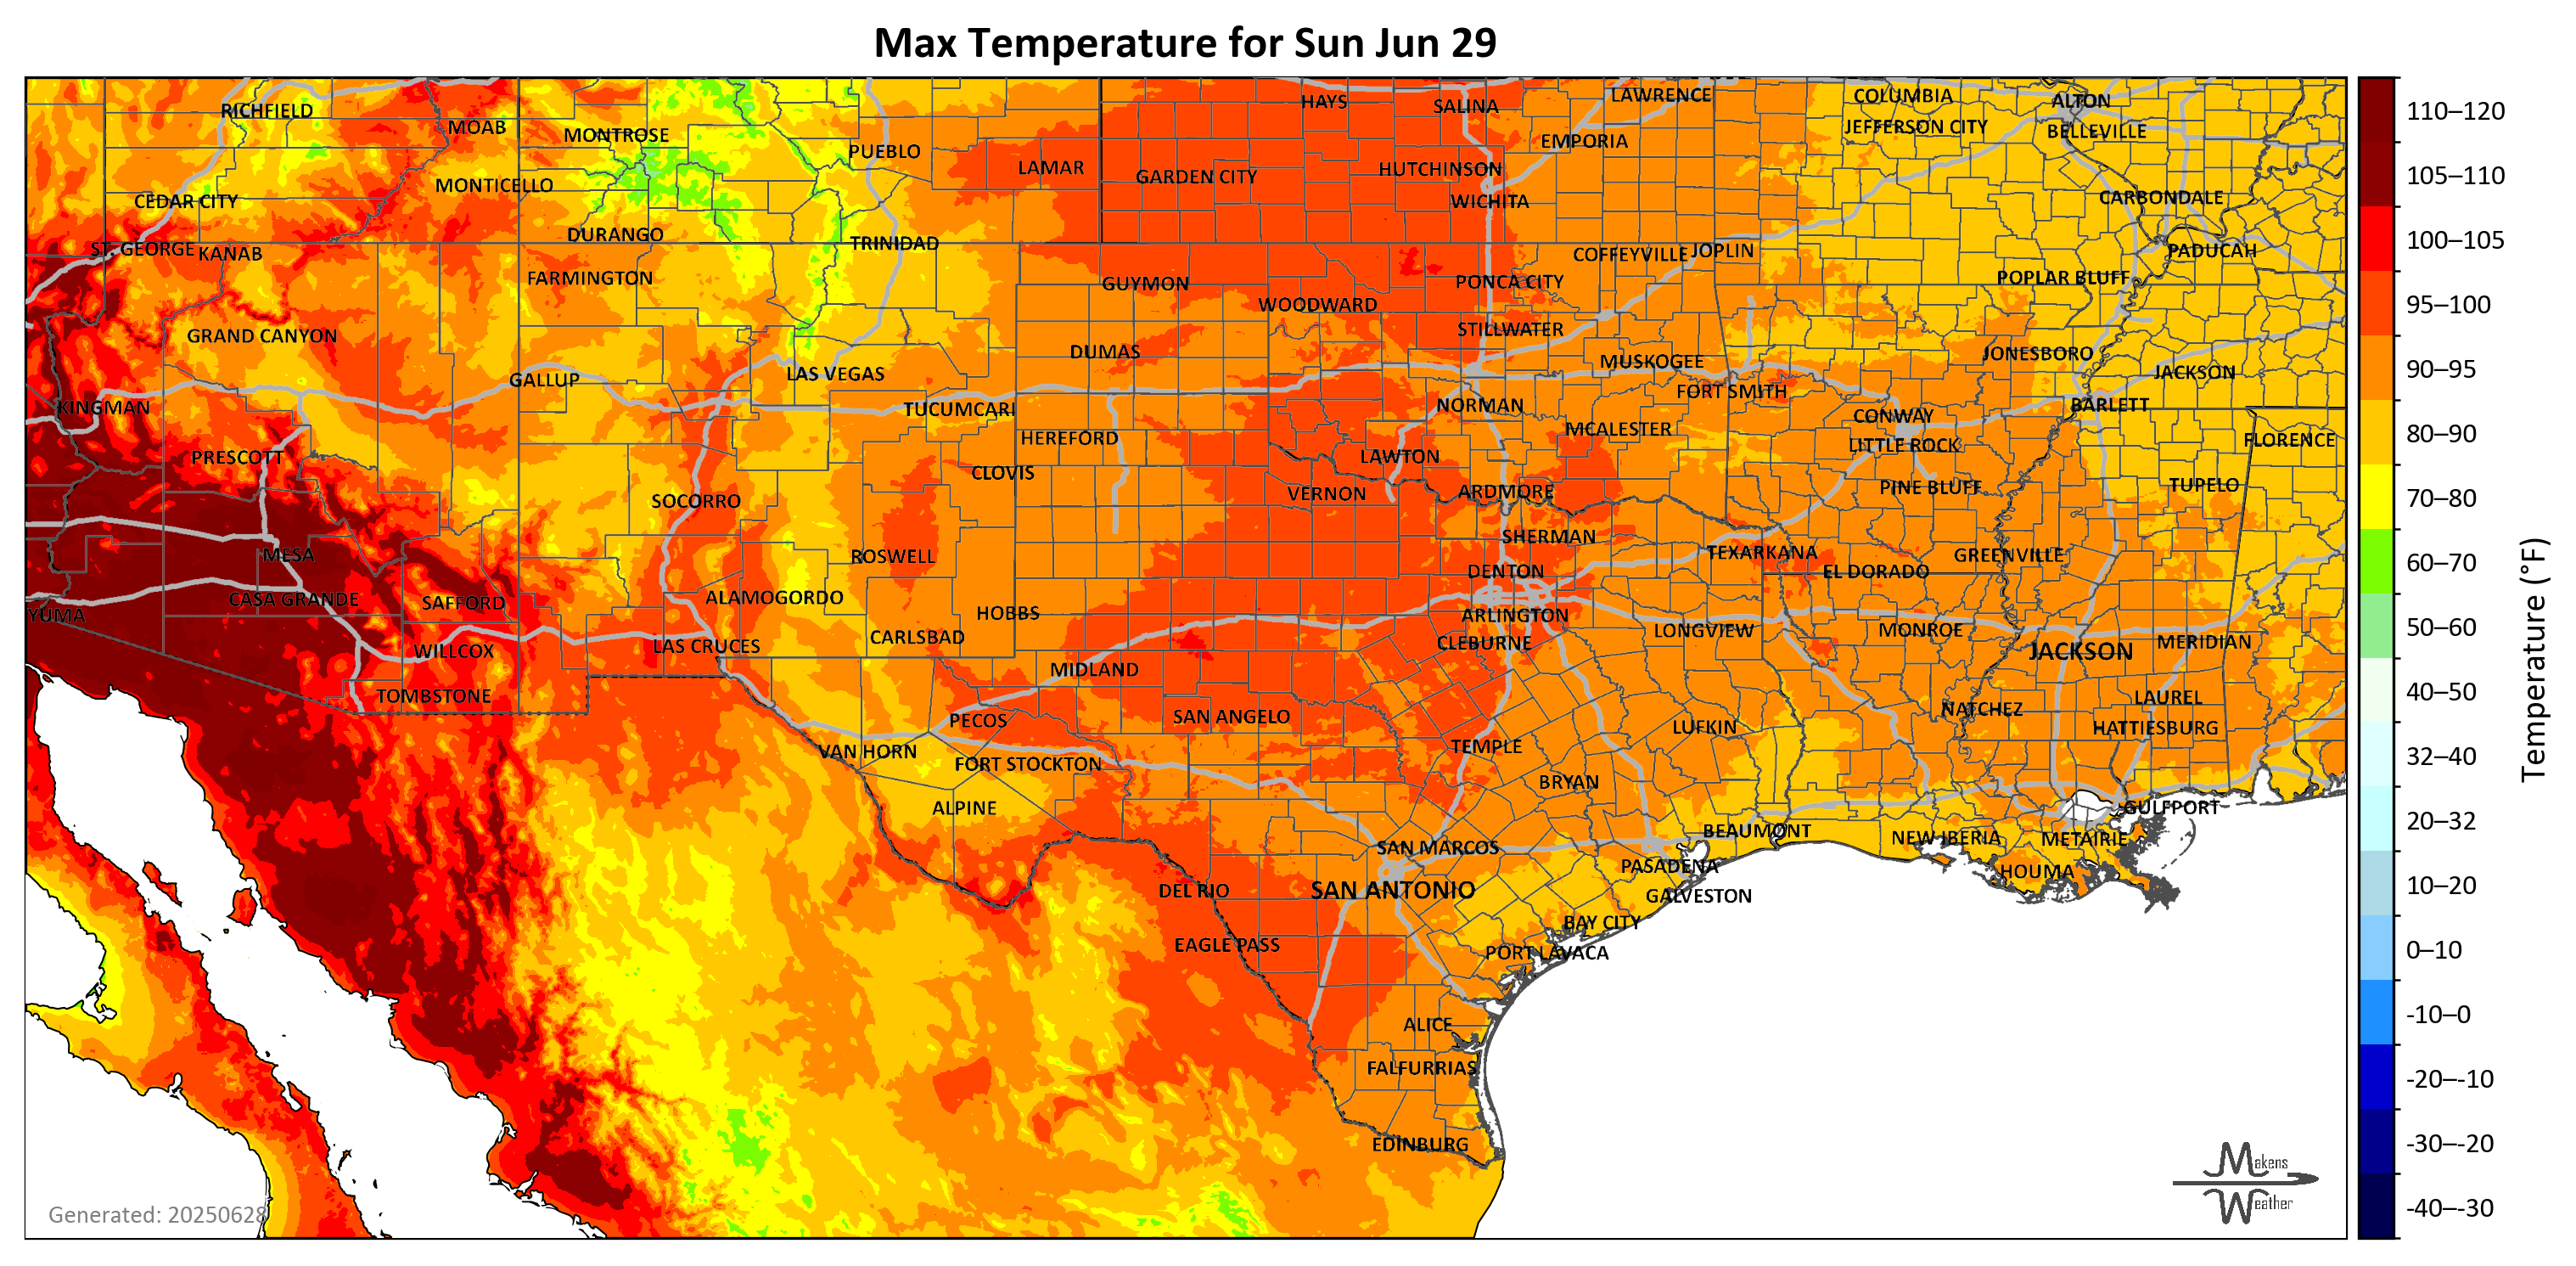 Max Temperature for Sun Jun 29
RICHFIELD
MOAB
MONTROSE
PUEBLO
LAMAR
HAYS
SALINA
LAWRENCE
EMPORIA
COLUMBIA
JEFFERSON CITY
ALTON
BELLEVILLE
CEDAR CITY
MONTICELLO
GARDEN CITY
HUTCHINSON
WICHITA
CARBONDALE
ST. GEORGE
KANAB
DURANGO
TRINIDAD
COFFEYVILLE
JOPLIN
PADUCAH
FARMINGTON
GUYMON
WOODWARD
PONCA CITY
POPLAR BLUFF
GRAND CANYON
STILLWATER
DUMAS
MUSKOGEE
JONESBORO
GALLUP
LAS VEGAS
FORT SMITH
JACKSON
KINGMAN
TUCUMCARI
NORMAN
CONWAY
BARLETT
HEREFORD
MCALESTER
LITTLE ROCK
FLORENCE
PRESCOTT
CLOVIS
LAWTON
SOCORRO
VERNON
ARDMORE
PINE BLUFF
TUPELO
MESA
ROSWELL
SHERMAN
TEXARKANA
GREENVILLE
DENTON
EL DORADO
YUMA
CASA GRANDE
SAFFORD
ALAMOGORDO
HOBBS
ARLINGTON
WILLCOX
LAS CRUCES
CARLSBAD
CLEBURNE
LONGVIEW
MONROE
JACKSON
MERIDIAN
TOMBSTONE
MIDLAND
PECOS
SAN ANGELO
LUFKIN
NATCHEZ
LAUREL
HATTIESBURG
VAN HORN
FORT STOCKTON
TEMPLE
ALPINE
BRYAN
GULFPORT
SAN MARCOS
BEAUMONT
NEW IBERIA
METAIRIE
DEL RIO
SAN ANTONIO
PASADENA
GALVESTON
HOUMA
EAGLE PASS
BAY CITY
PORT LAVACA
ALICE
FALFURRIAS
EDINBURG
Generated: 20250628
Makens
Weather
110–120
105–110
100–105
95–100
90–95
80–90
70–80
60–70
50–60
40–50
32–40
20–32
10–20
0–10
-10–0
-20–-10
-30–-20
-40–-30
Temperature (°F)